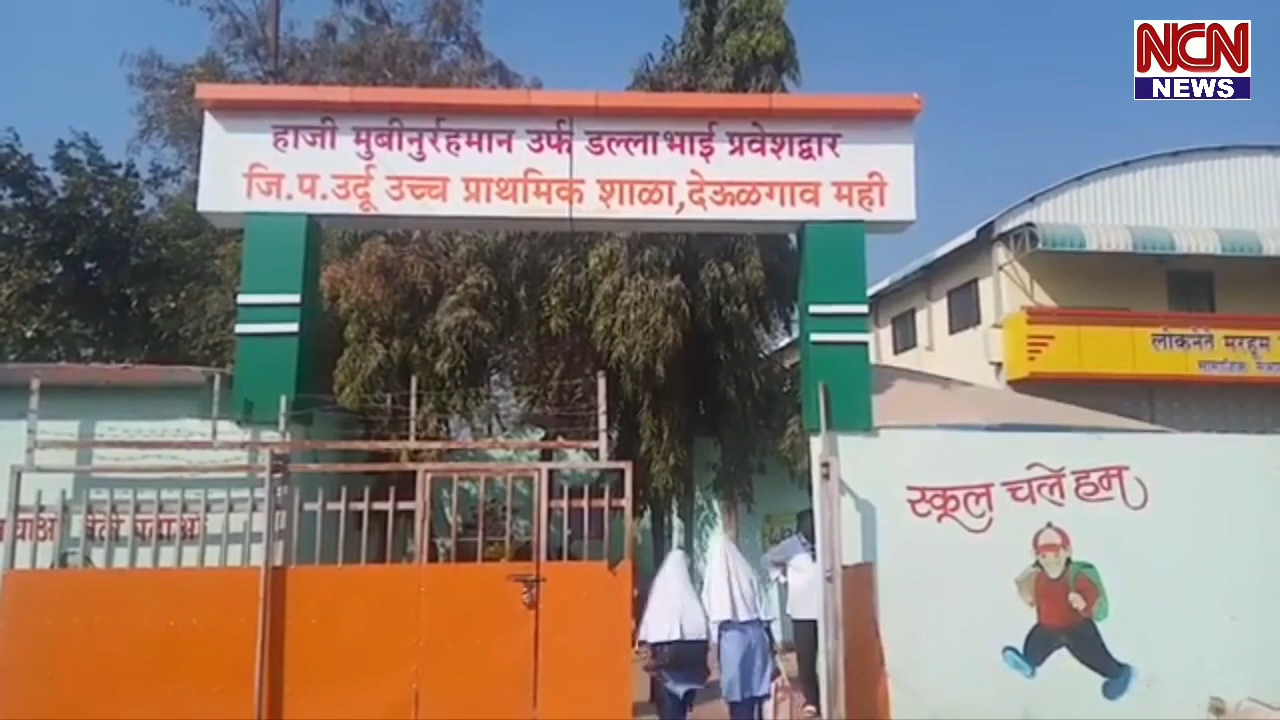 NCN
NEWS
हाजी मुबीनुर्रहमान उर्फ डल्लाभाई प्रवेशद्वार
जि.प.उर्दू उच्च प्राथमिक शाळा,देऊळगाव मही
लोकनेते मरहूम
सामाजिक
स्कूल चले हम